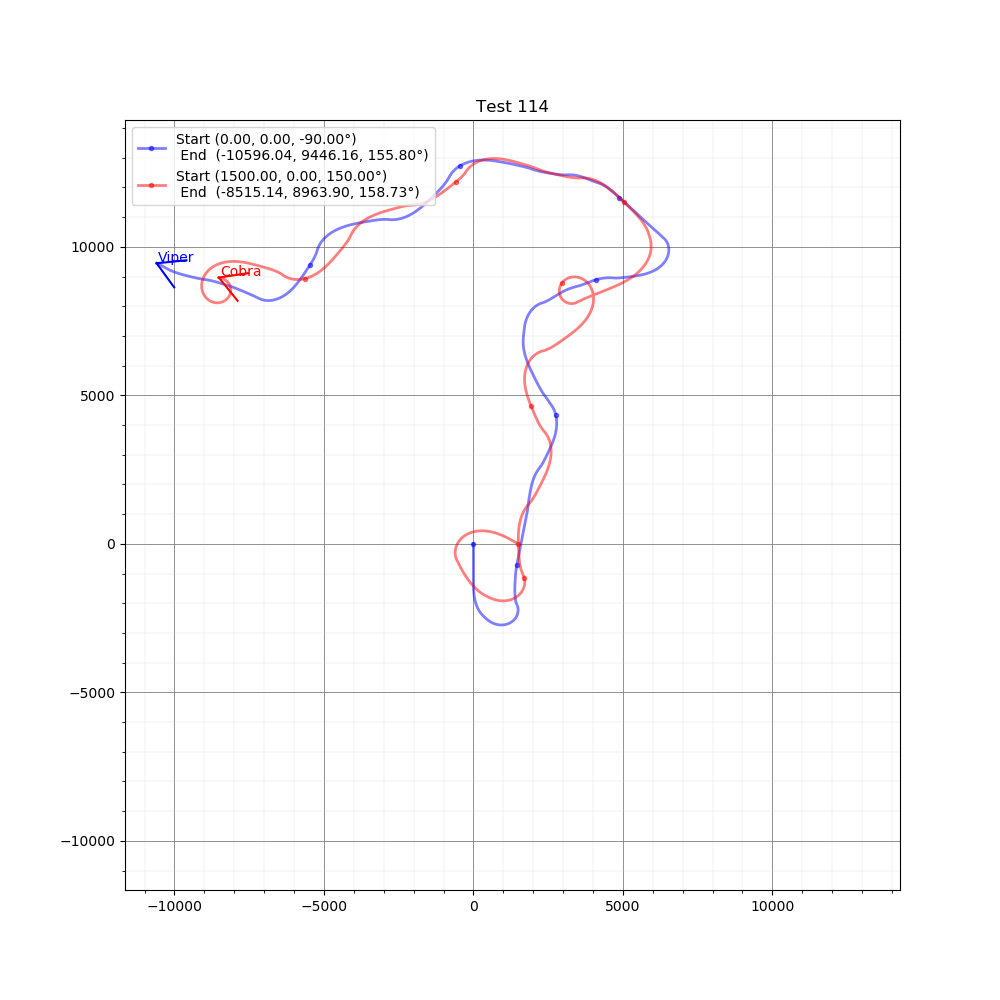 Test 114
Start (0.00, 0.00, -90.00°)
End (-10596.04, 9446.16, 155.80°)
Start (1500.00, 0.00, 150.00°)
End (-8515.14, 8963.90, 158.73°)
Viper
Cobra
10000
5000
0
−5000
−10000
−10000
−5000
0
5000
10000